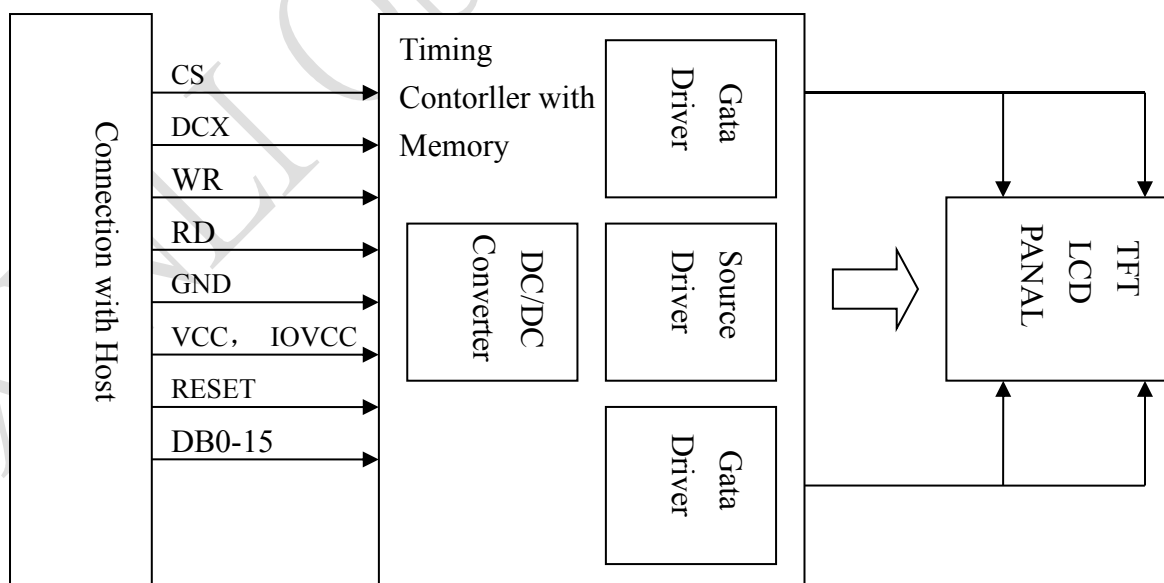 Connection with Host
CS
DCX
WR
RD
GND
VCC， IOVCC
RESET
DB0-15
Timing
Contorller with
Memory
DC/DC
Converter
Gata
Driver
Source
Driver
Gata
Driver
TFT
LCD
PANAL